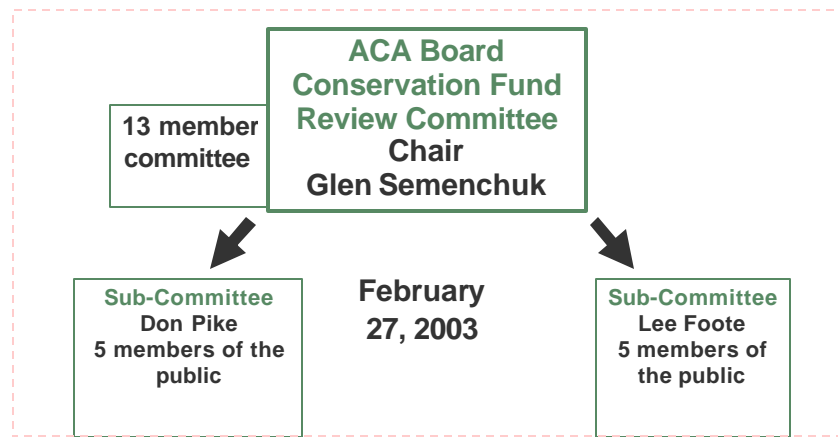 ACA Board
Conservation Fund
Review Committee
Chair
Glen Semenchuk
13 member
committee
Sub-Committee
Don Pike
5 members of the
public
February
27, 2003
Sub-Committee
Lee Foote
5 members of
the public